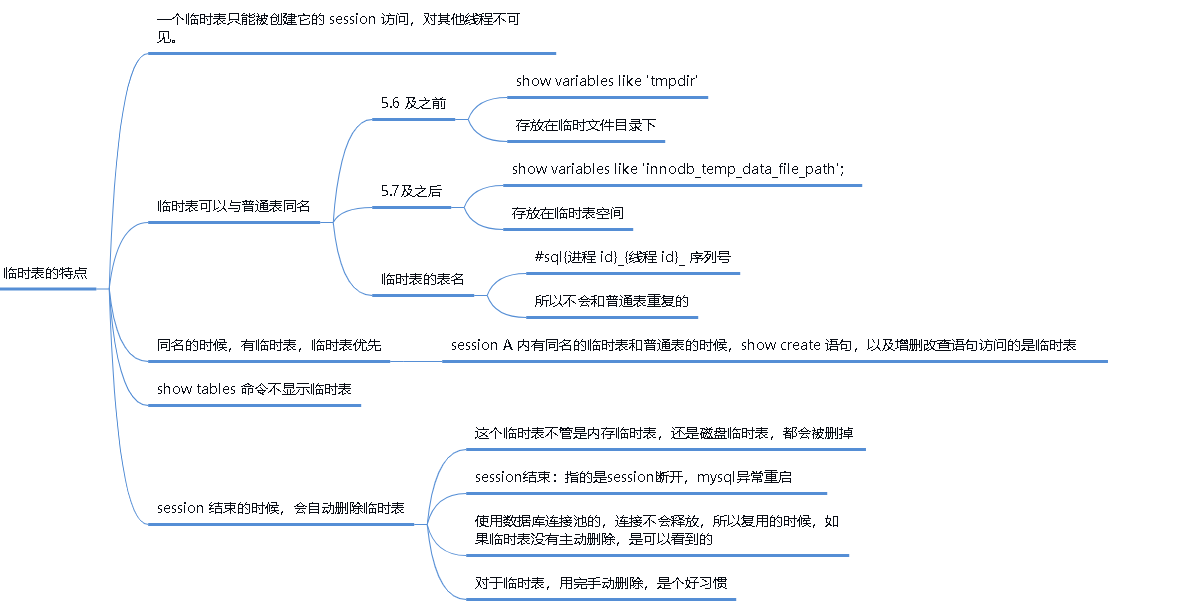 一个临时表只能被创建它的 session 访问，对其他线程不可
见。
show variables like 'tmpdir'
5.6 及之前
存放在临时文件目录下
show variables like 'innodb_temp_data_file_path';
5.7及之后
临时表可以与普通表同名
存放在临时表空间
#sql{进程 id}_{线程 id}_ 序列号
临时表的特点
临时表的表名
所以不会和普通表重复的
同名的时候，有临时表，临时表优先
session A 内有同名的临时表和普通表的时候，show create 语句，以及增删改查语句访问的是临时表
show tables 命令不显示临时表
这个临时表不管是内存临时表，还是磁盘临时表，都会被删掉
session结束：指的是session断开，mysql异常重启
session 结束的时候，会自动删除临时表
使用数据库连接池的，连接不会释放，所以复用的时候，如
果临时表没有主动删除，是可以看到的
对于临时表，用完手动删除，是个好习惯